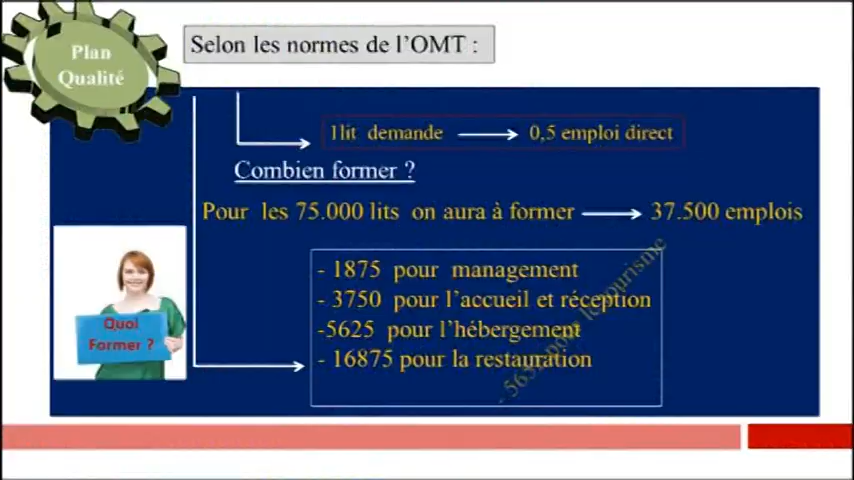 Plan
Qualité
Selon les normes de l'OMT :
1lit demande 0,5 emploi direct
Combien former ?
Pour les 75.000 lits on aura à former 37.500 emplois
- 1875 pour management
- 3750 pour l'accueil et réception
-5625 pour l'hébergement
- 16875 pour la restauration
Quoi
Former ?